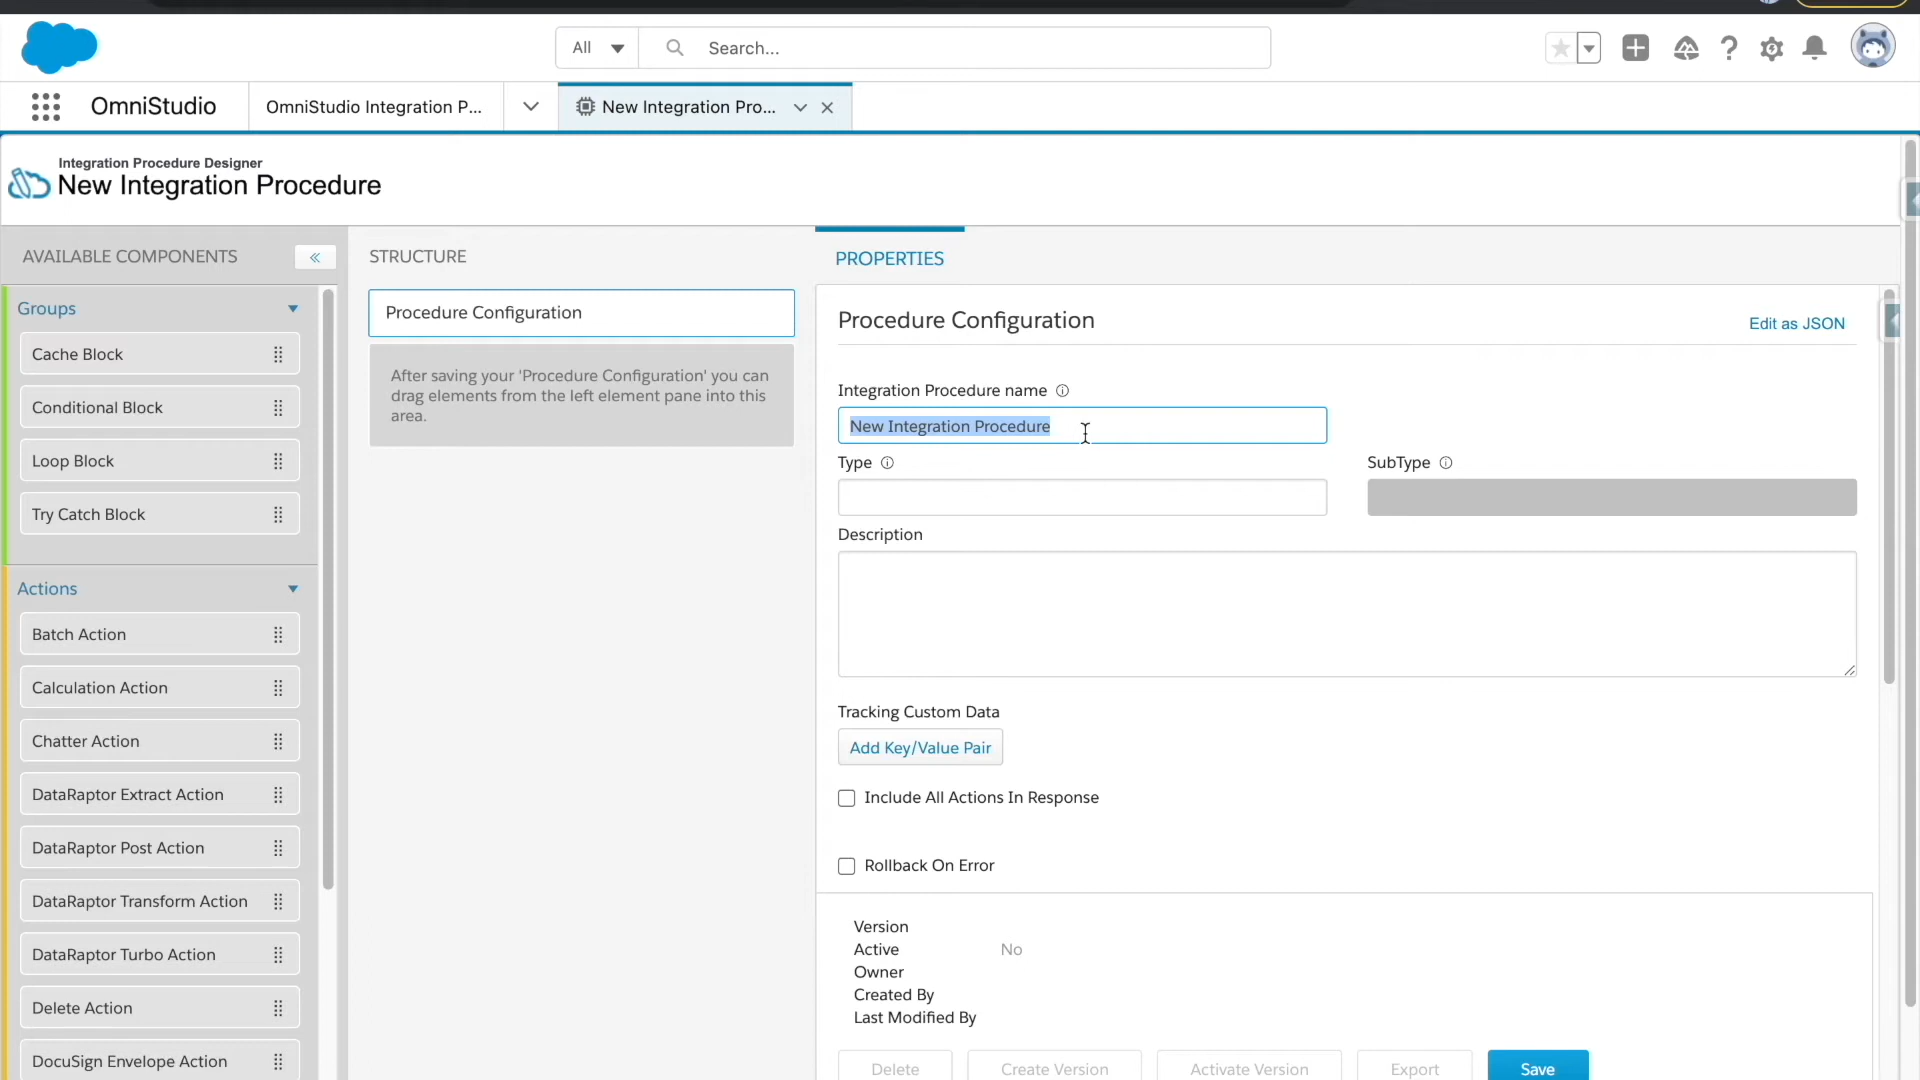 All
Search...
OmniStudio
OmniStudio Integration P...
New Integration Pro...
Integration Procedure Designer
New Integration Procedure
AVAILABLE COMPONENTS
Groups
Cache Block
Conditional Block
Loop Block
Try Catch Block
Actions
Batch Action
Calculation Action
Chatter Action
DataRaptor Extract Action
DataRaptor Post Action
DataRaptor Transform Action
DataRaptor Turbo Action
Delete Action
DocuSign Envelope Action
STRUCTURE
Procedure Configuration
After saving your 'Procedure Configuration' you can
drag elements from the left element pane into this
area.
PROPERTIES
Procedure Configuration
Edit as JSON
Integration Procedure name
New Integration Procedure
Type
SubType
Description
Tracking Custom Data
Add Key/Value Pair
Include All Actions In Response
Rollback On Error
Version
Active No
Owner
Created By
Last Modified By
Delete
Create Version
Activate Version
Export
Save